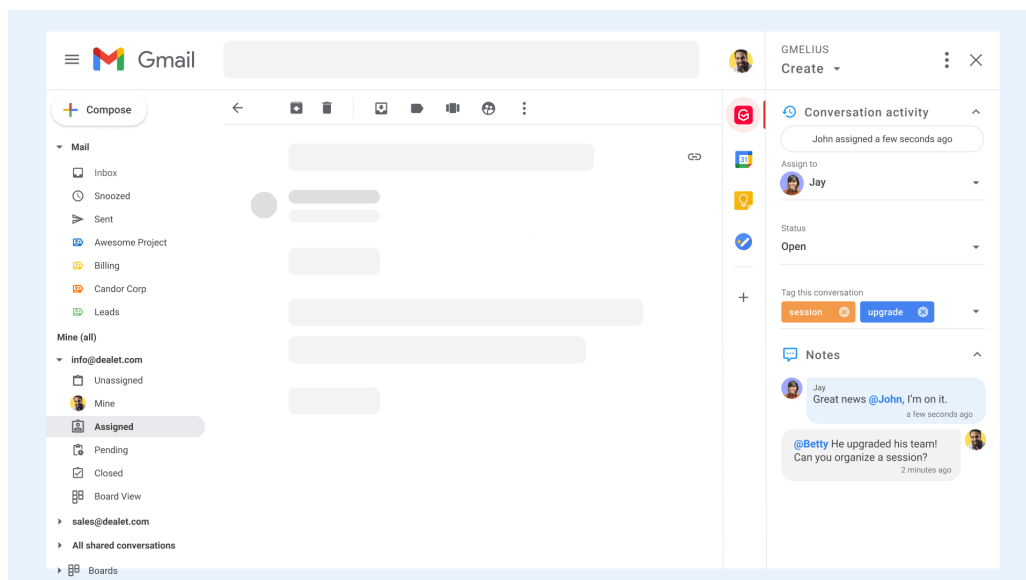 Gmail
GMELIUS
Create
Compose
Conversation activity
John assigned a few seconds ago
Mail
Inbox
Snoozed
Sent
Awesome Project
Billing
Candor Corp
Leads
Mine (all)
info@dealet.com
Unassigned
Mine
Assigned
Pending
Closed
Board View
sales@dealet.com
All shared conversations
Boards
31
Assign to
Jay
Status
Open
Tag this conversation
session
upgrade
Notes
Jay
Great news @John, I'm on it.
a few seconds ago
@Betty He upgraded his team!
Can you organize a session?
2 minutes ago